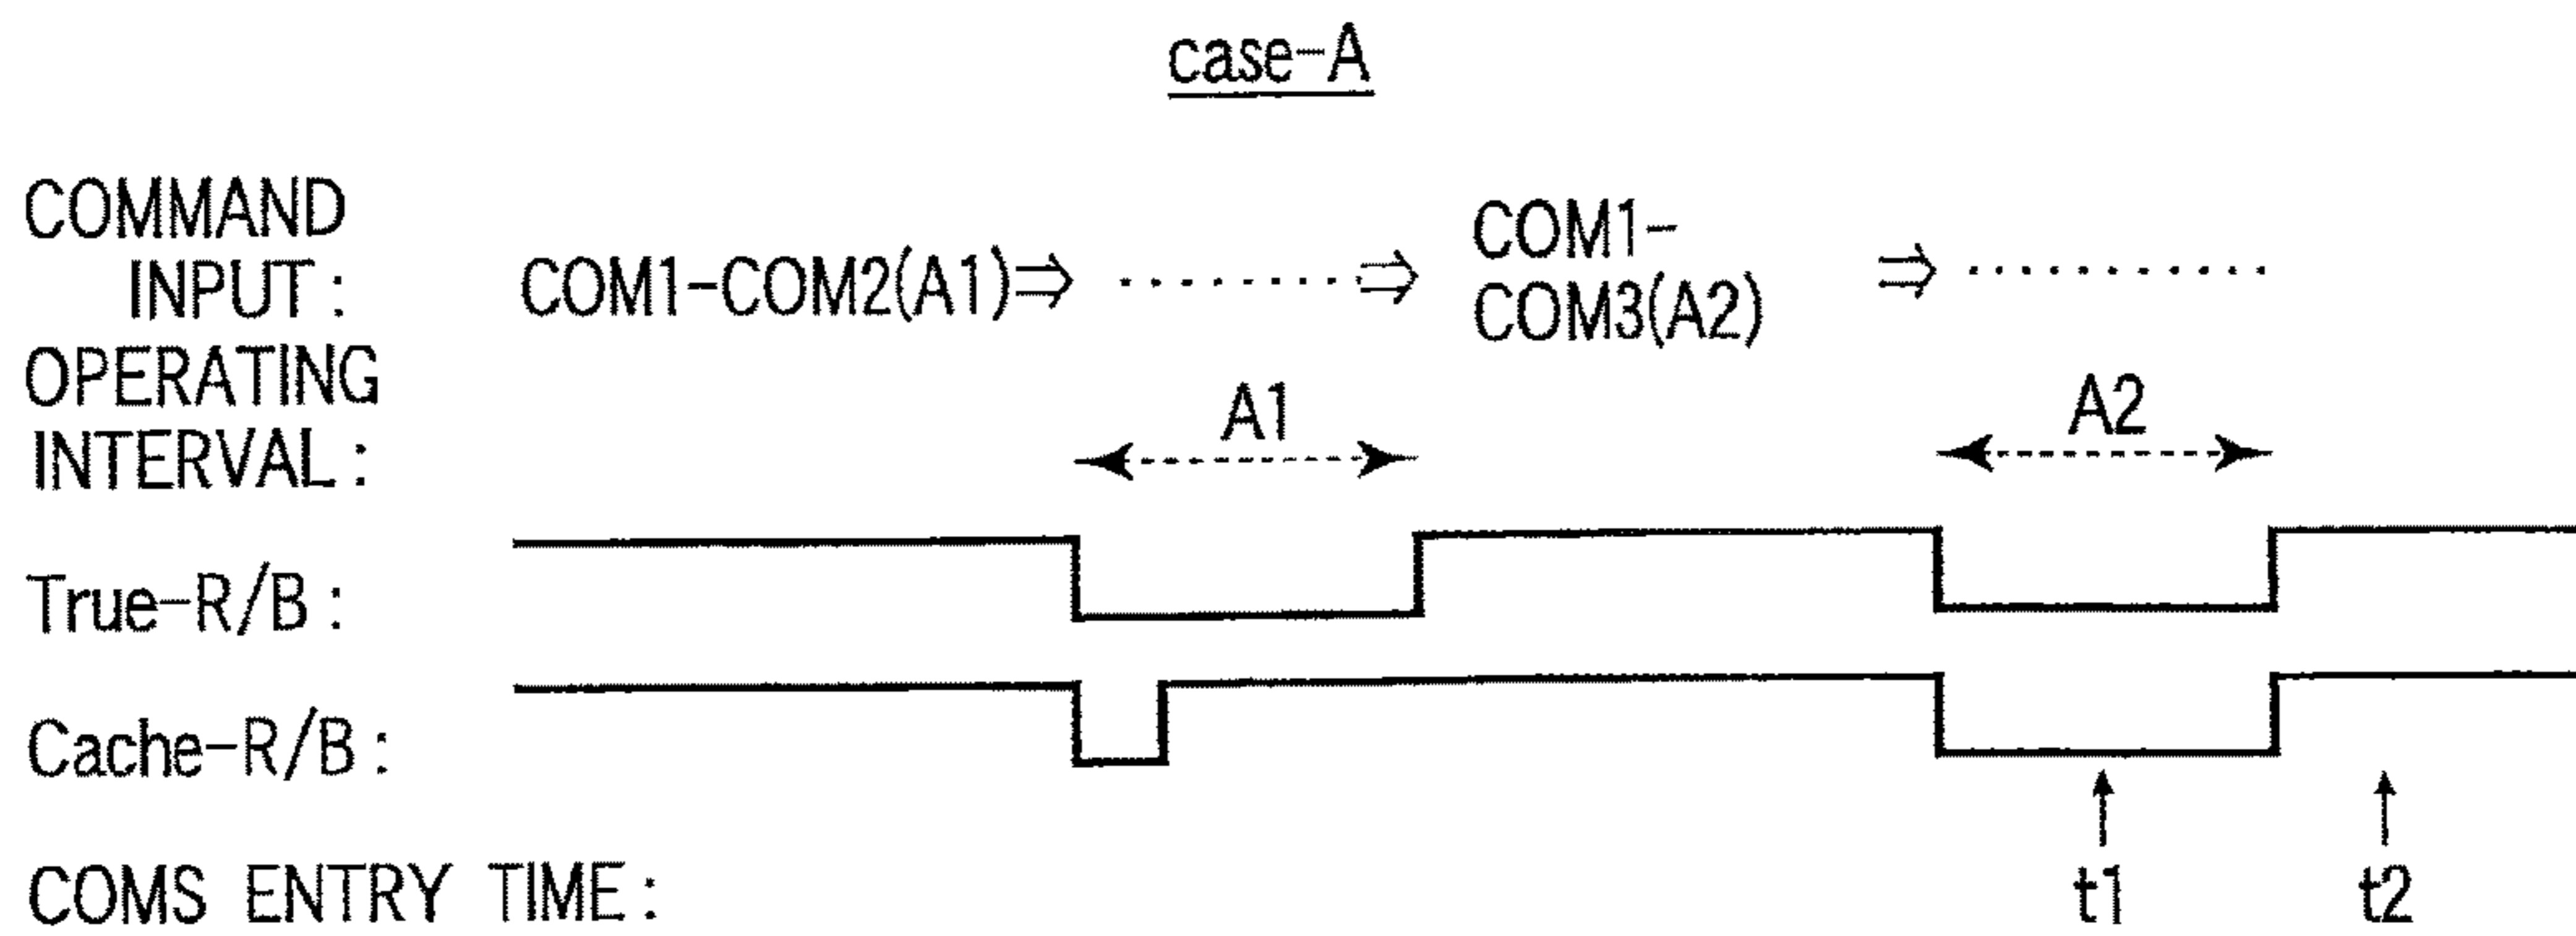 case-A
COMMAND
INPUT:
COM1-COM2(A1)⇒ ·········⇒
COM1-
COM3(A2)
⇒ ···········
OPERATING
INTERVAL:
A1
A2
True-R/B:
Cache-R/B:
COMS ENTRY TIME:
t1
t2